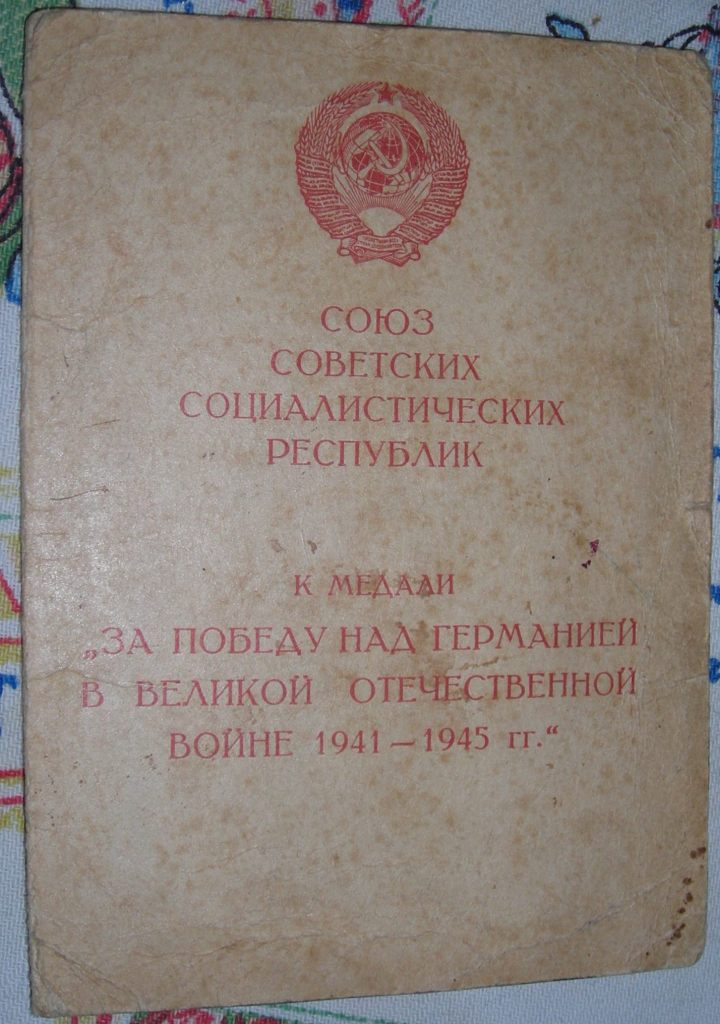 СОЮЗ
СОВЕТСКИХ
СОЦИАЛИСТИЧЕСКИХ
РЕСПУБЛИК
К МЕДАЛИ
„ЗА ПОБЕДУ НАД ГЕРМАНИЕЙ
В ВЕЛИКОЙ ОТЕЧЕСТВЕННОЙ
ВОЙНЕ 1941 — 1945 гг.“